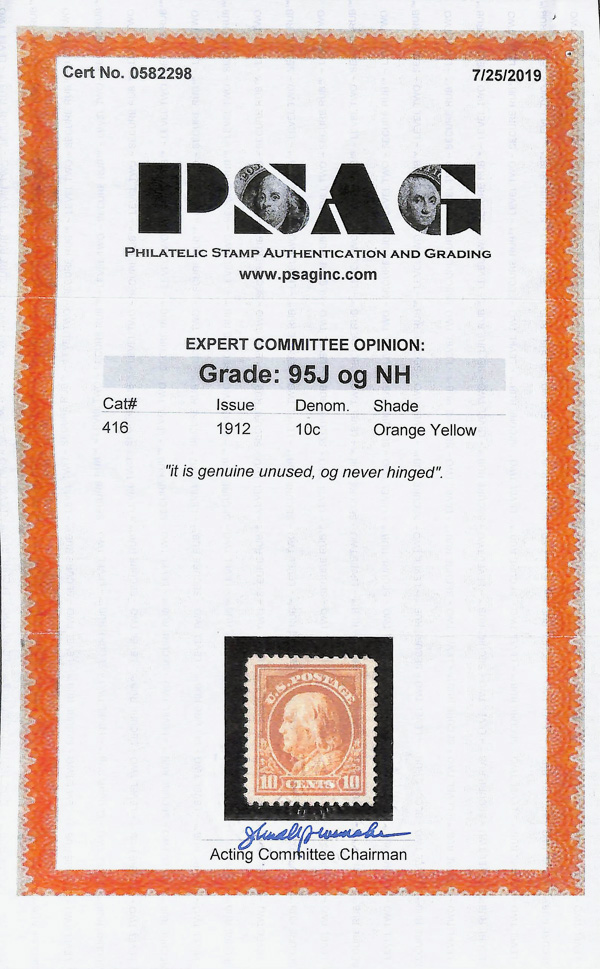 Cert No. 0582298 7/25/2019
PSAG
PHILATELIC STAMP AUTHENTICATION AND GRADING
www.psaginc.com
EXPERT COMMITTEE OPINION:
Grade: 95J og NH
Cat# Issue Denom. Shade
416 1912 10c Orange Yellow
"it is genuine unused, og never hinged".
U.S. POSTAGE
10 CENTS 10
Acting Committee Chairman